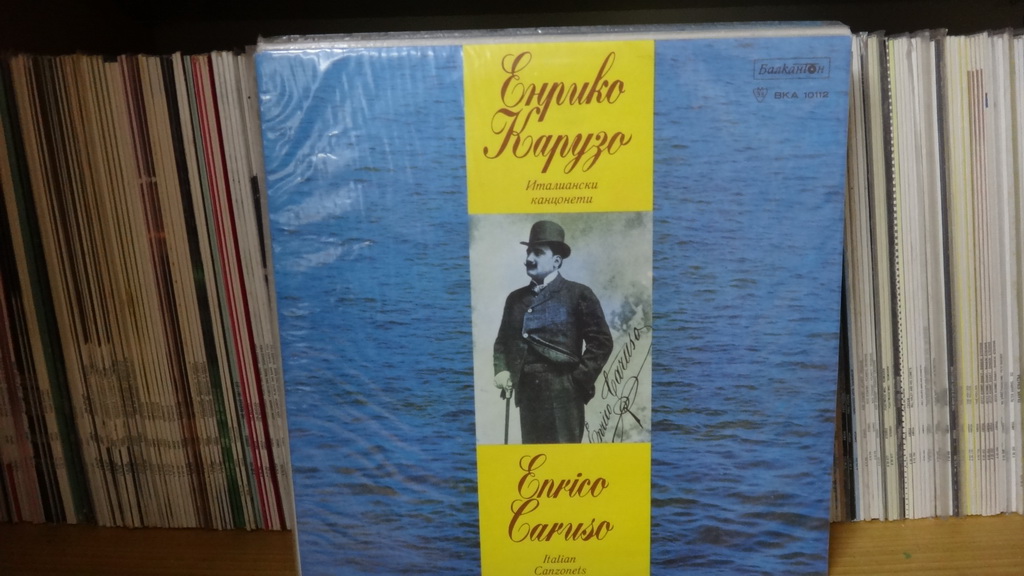 Енрико
Карузо
Италиански
канцонети
Балкантон
ВКА 10112
Enrico Caruso
Enrico
Caruso
Italian
Canzonets